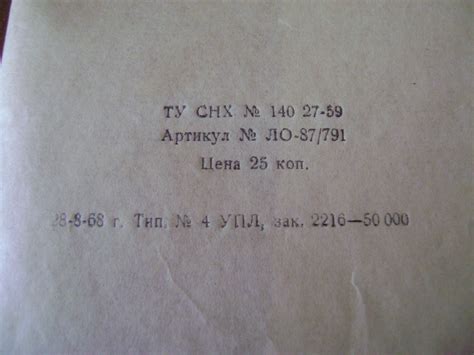 ТУ СНХ № 140 27-59
Артикул № ЛО-87/791
Цена 25 коп.
28-8-68 г. Тип. № 4 УПЛ, зак. 2216—50 000